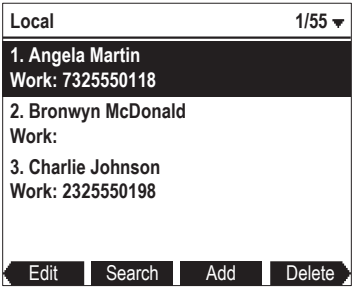 Local 1/55
1. Angela Martin
Work: 7325550118
2. Bronwyn McDonald
Work:
3. Charlie Johnson
Work: 2325550198
Edit Search Add Delete